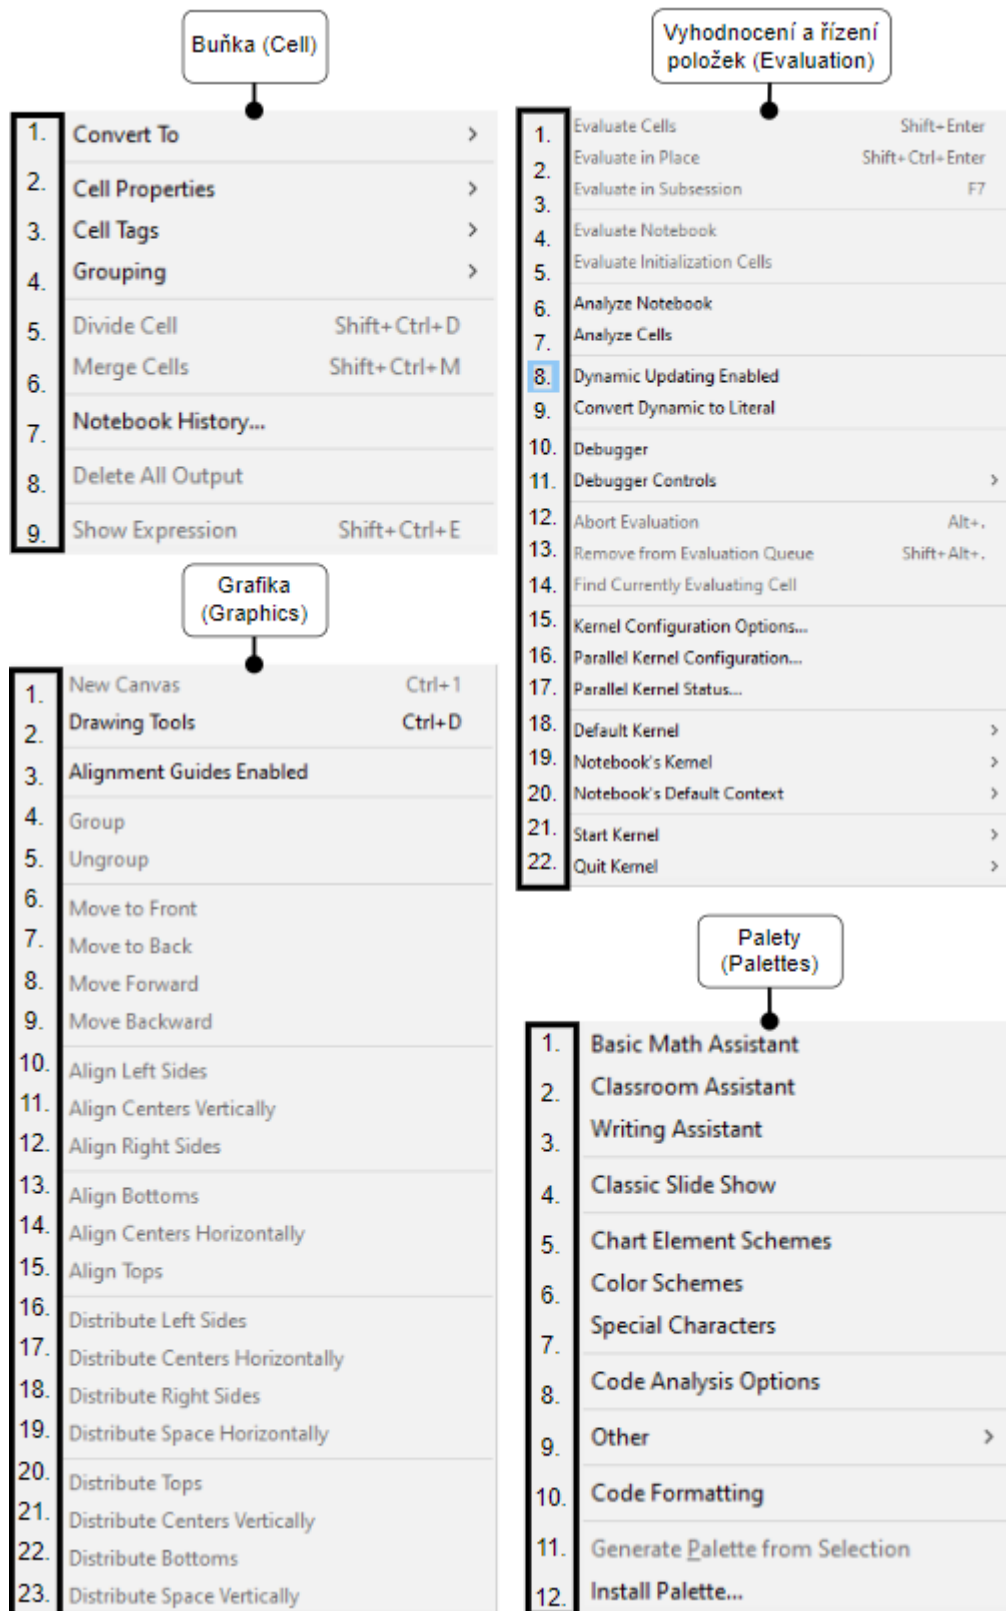 Buňka (Cell)
1. Convert To >
2. Cell Properties >
3. Cell Tags >
4. Grouping >
5. Divide Cell Shift+Ctrl+D
6. Merge Cells Shift+Ctrl+M
7. Notebook History...
8. Delete All Output
9. Show Expression Shift+Ctrl+E
Vyhodnocení a řízení
položek (Evaluation)
1. Evaluate Cells Shift+Enter
2. Evaluate in Place Shift+Ctrl+Enter
3. Evaluate in Subsession F7
4. Evaluate Notebook
5. Evaluate Initialization Cells
6. Analyze Notebook
7. Analyze Cells
8. Dynamic Updating Enabled
9. Convert Dynamic to Literal
10. Debugger
11. Debugger Controls >
12. Abort Evaluation Alt+.
13. Remove from Evaluation Queue Shift+Alt+.
14. Find Currently Evaluating Cell
15. Kernel Configuration Options...
16. Parallel Kernel Configuration...
17. Parallel Kernel Status...
18. Default Kernel >
19. Notebook's Kernel >
20. Notebook's Default Context >
21. Start Kernel >
22. Quit Kernel >
Grafika
(Graphics)
1. New Canvas Ctrl+1
2. Drawing Tools Ctrl+D
3. Alignment Guides Enabled
4. Group
5. Ungroup
6. Move to Front
7. Move to Back
8. Move Forward
9. Move Backward
10. Align Left Sides
11. Align Centers Vertically
12. Align Right Sides
13. Align Bottoms
14. Align Centers Horizontally
15. Align Tops
16. Distribute Left Sides
17. Distribute Centers Horizontally
18. Distribute Right Sides
19. Distribute Space Horizontally
20. Distribute Tops
21. Distribute Centers Vertically
22. Distribute Bottoms
23. Distribute Space Vertically
Palety
(Palettes)
1. Basic Math Assistant
2. Classroom Assistant
3. Writing Assistant
4. Classic Slide Show
5. Chart Element Schemes
6. Color Schemes
7. Special Characters
8. Code Analysis Options
9. Other >
10. Code Formatting
11. Generate Palette from Selection
12. Install Palette...